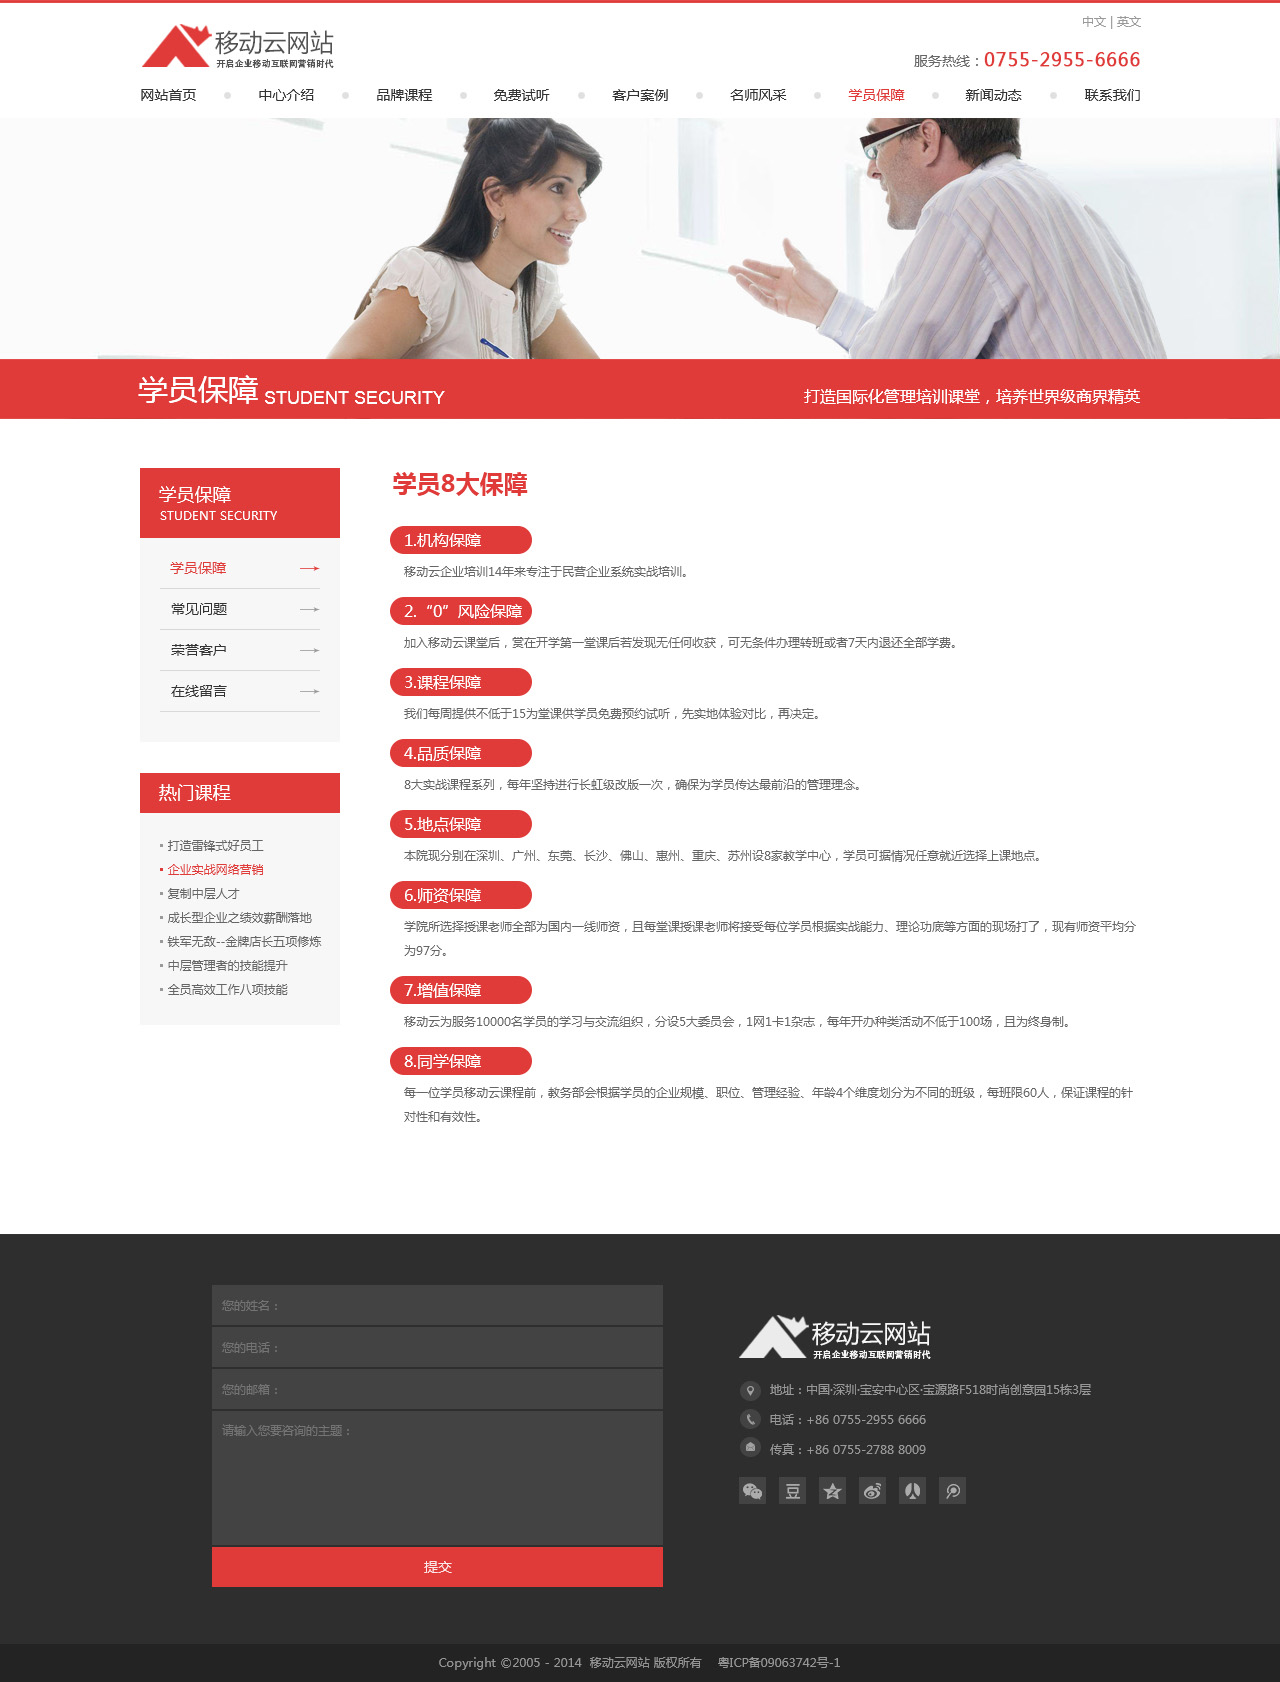 中文 | 英文
移动云网站
开启企业移动互联网营销时代
服务热线：0755-2955-6666
网站首页 中心介绍 品牌课程 免费试听 客户案例 名师风采 学员保障 新闻动态 联系我们
学员保障 STUDENT SECURITY
打造国际化管理培训课堂，培养世界级商界精英
学员保障
STUDENT SECURITY
学员保障
常见问题
荣誉客户
在线留言
热门课程
打造雷锋式好员工
企业实战网络营销
复制中层人才
成长型企业之绩效薪酬落地
铁军无敌--金牌店长五项修炼
中层管理者的技能提升
全员高效工作八项技能
学员8大保障
1.机构保障
移动云企业培训14年来专注于民营企业系统实战培训。
2.“0”风险保障
加入移动云课堂后，赏在开学第一堂课后若发现无任何收获，可无条件办理转班或者7天内退还全部学费。
3.课程保障
我们每周提供不低于15为堂课供学员免费预约试听，先实地体验对比，再决定。
4.品质保障
8大实战课程系列，每年坚持进行长虹级改版一次，确保为学员传达最前沿的管理理念。
5.地点保障
本院现分别在深圳、广州、东莞、长沙、佛山、惠州、重庆、苏州设8家教学中心，学员可据情况任意就近选择上课地点。
6.师资保障
学院所选择授课老师全部为国内一线师资，且每堂课授课老师将接受每位学员根据实战能力、理论功底等方面的现场打了，现有师资平均分
为97分。
7.增值保障
移动云为服务10000名学员的学习与交流组织，分设5大委员会，1网1卡1杂志，每年开办种类活动不低于100场，且为终身制。
8.同学保障
每一位学员移动云课程前，教务部会根据学员的企业规模、职位、管理经验、年龄4个维度划分为不同的班级，每班限60人，保证课程的针
对性和有效性。
您的姓名：
您的电话：
您的邮箱：
请输入您要咨询的主题：
提交
移动云网站
开启企业移动互联网营销时代
地址：中国·深圳·宝安中心区·宝源路F518时尚创意园15栋3层
电话：+86 0755-2955 6666
传真：+86 0755-2788 8009
豆
Copyright ©2005 - 2014 移动云网站 版权所有 粤ICP备09063742号-1